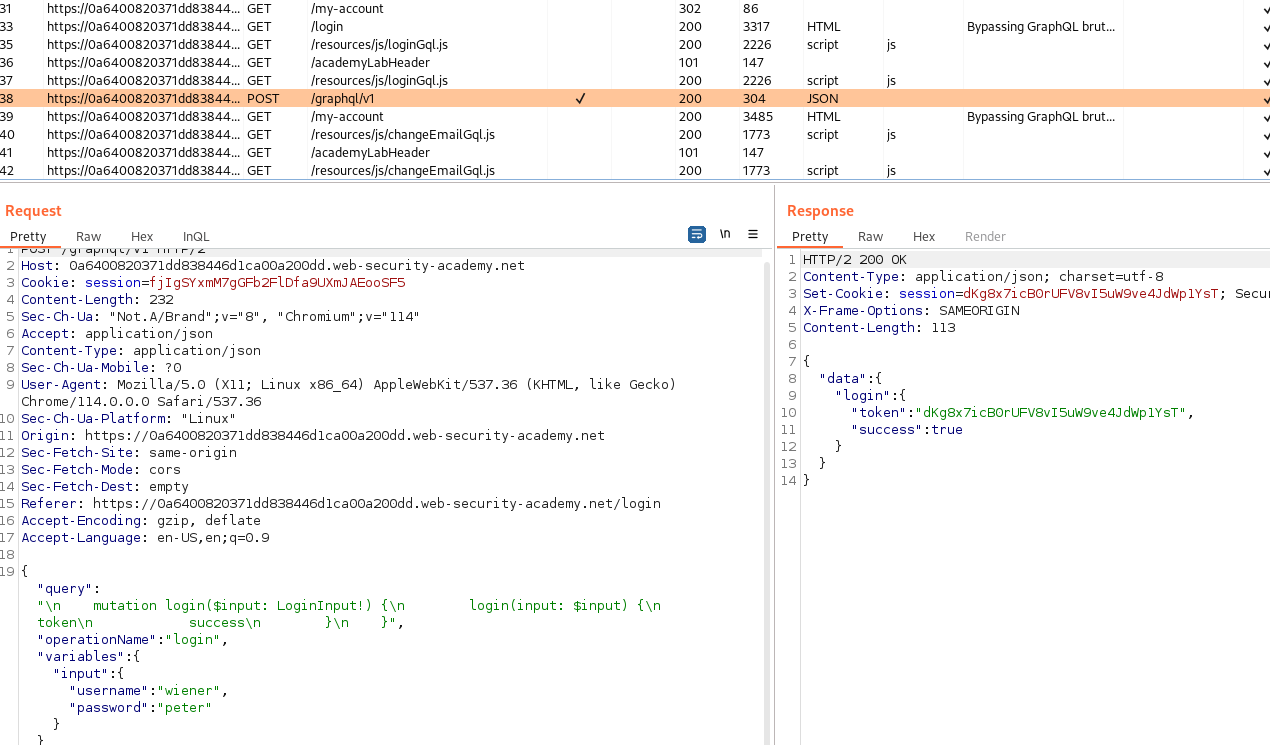 31 https://0a6400820371dd83844... GET /my-account 302 86 ✓
33 https://0a6400820371dd83844... GET /login 200 3317 HTML Bypassing GraphQL brut... ✓
35 https://0a6400820371dd83844... GET /resources/js/loginGql.js 200 2226 script js ✓
36 https://0a6400820371dd83844... GET /academyLabHeader 101 147 ✓
37 https://0a6400820371dd83844... GET /resources/js/loginGql.js 200 2226 script js ✓
38 https://0a6400820371dd83844... POST /graphql/v1 ✓ 200 304 JSON ✓
39 https://0a6400820371dd83844... GET /my-account 200 3485 HTML Bypassing GraphQL brut... ✓
40 https://0a6400820371dd83844... GET /resources/js/changeEmailGql.js 200 1773 script js ✓
41 https://0a6400820371dd83844... GET /academyLabHeader 101 147 ✓
42 https://0a6400820371dd83844... GET /resources/js/changeEmailGql.js 200 1773 script js ✓
Request
Pretty Raw Hex InQL \n
1 POST /graphql/v1 HTTP/2
2 Host: 0a6400820371dd838446d1ca00a200dd.web-security-academy.net
3 Cookie: session=fjIgSYxmM7gGFb2FlDfa9UXmJAEooSF5
4 Content-Length: 232
5 Sec-Ch-Ua: "Not.A/Brand";v="8", "Chromium";v="114"
6 Accept: application/json
7 Content-Type: application/json
8 Sec-Ch-Ua-Mobile: ?0
9 User-Agent: Mozilla/5.0 (X11; Linux x86_64) AppleWebKit/537.36 (KHTML, like Gecko)
Chrome/114.0.0.0 Safari/537.36
10 Sec-Ch-Ua-Platform: "Linux"
11 Origin: https://0a6400820371dd838446d1ca00a200dd.web-security-academy.net
12 Sec-Fetch-Site: same-origin
13 Sec-Fetch-Mode: cors
14 Sec-Fetch-Dest: empty
15 Referer: https://0a6400820371dd838446d1ca00a200dd.web-security-academy.net/login
16 Accept-Encoding: gzip, deflate
17 Accept-Language: en-US,en;q=0.9
18
19 {
"query":
"\n    mutation login($input: LoginInput!) {\n        login(input: $input) {\n
token\n            success\n        }\n    }",
"operationName":"login",
"variables":{
"input":{
"username":"wiener",
"password":"peter"
}
}
Response
Pretty Raw Hex Render
1 HTTP/2 200 OK
2 Content-Type: application/json; charset=utf-8
3 Set-Cookie: session=dKg8x7icBOrUFV8vI5uW9ve4JdWp1YsT; Secu
4 X-Frame-Options: SAMEORIGIN
5 Content-Length: 113
6
7 {
8 "data":{
9 "login":{
10 "token":"dKg8x7icBOrUFV8vI5uW9ve4JdWp1YsT",
11 "success":true
12 }
13 }
14 }